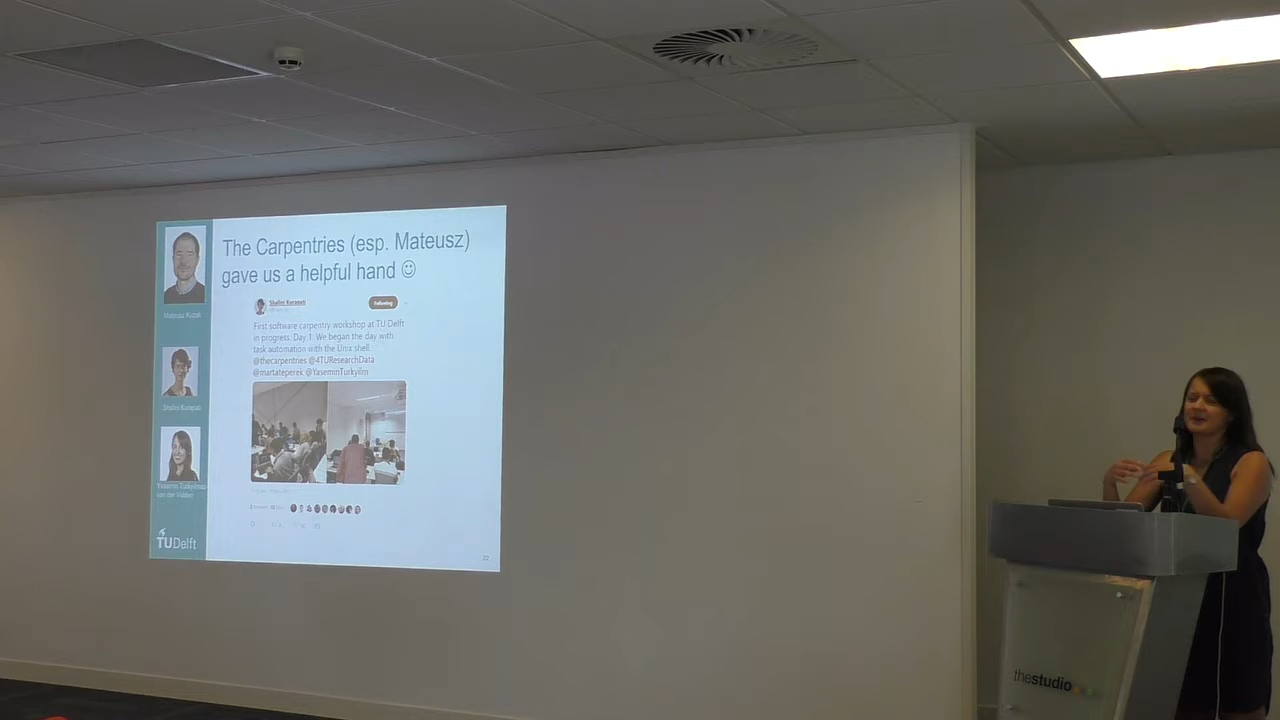 The Carpentries (esp. Mateusz)
gave us a helpful hand ☺
Mateusz Kuzak
Shalini Kurapati
Yasemin Turkyilmaz-
van der Velden
TUDelft
Shalini Kurapati
Following
First software carpentry workshop at TU Delft
in progress. Day 1: We began the day with
task automation with the Unix shell.
@thecarpentries @4TUResearchData
@martateperek @YaseminTurkyilm
22
thestudio